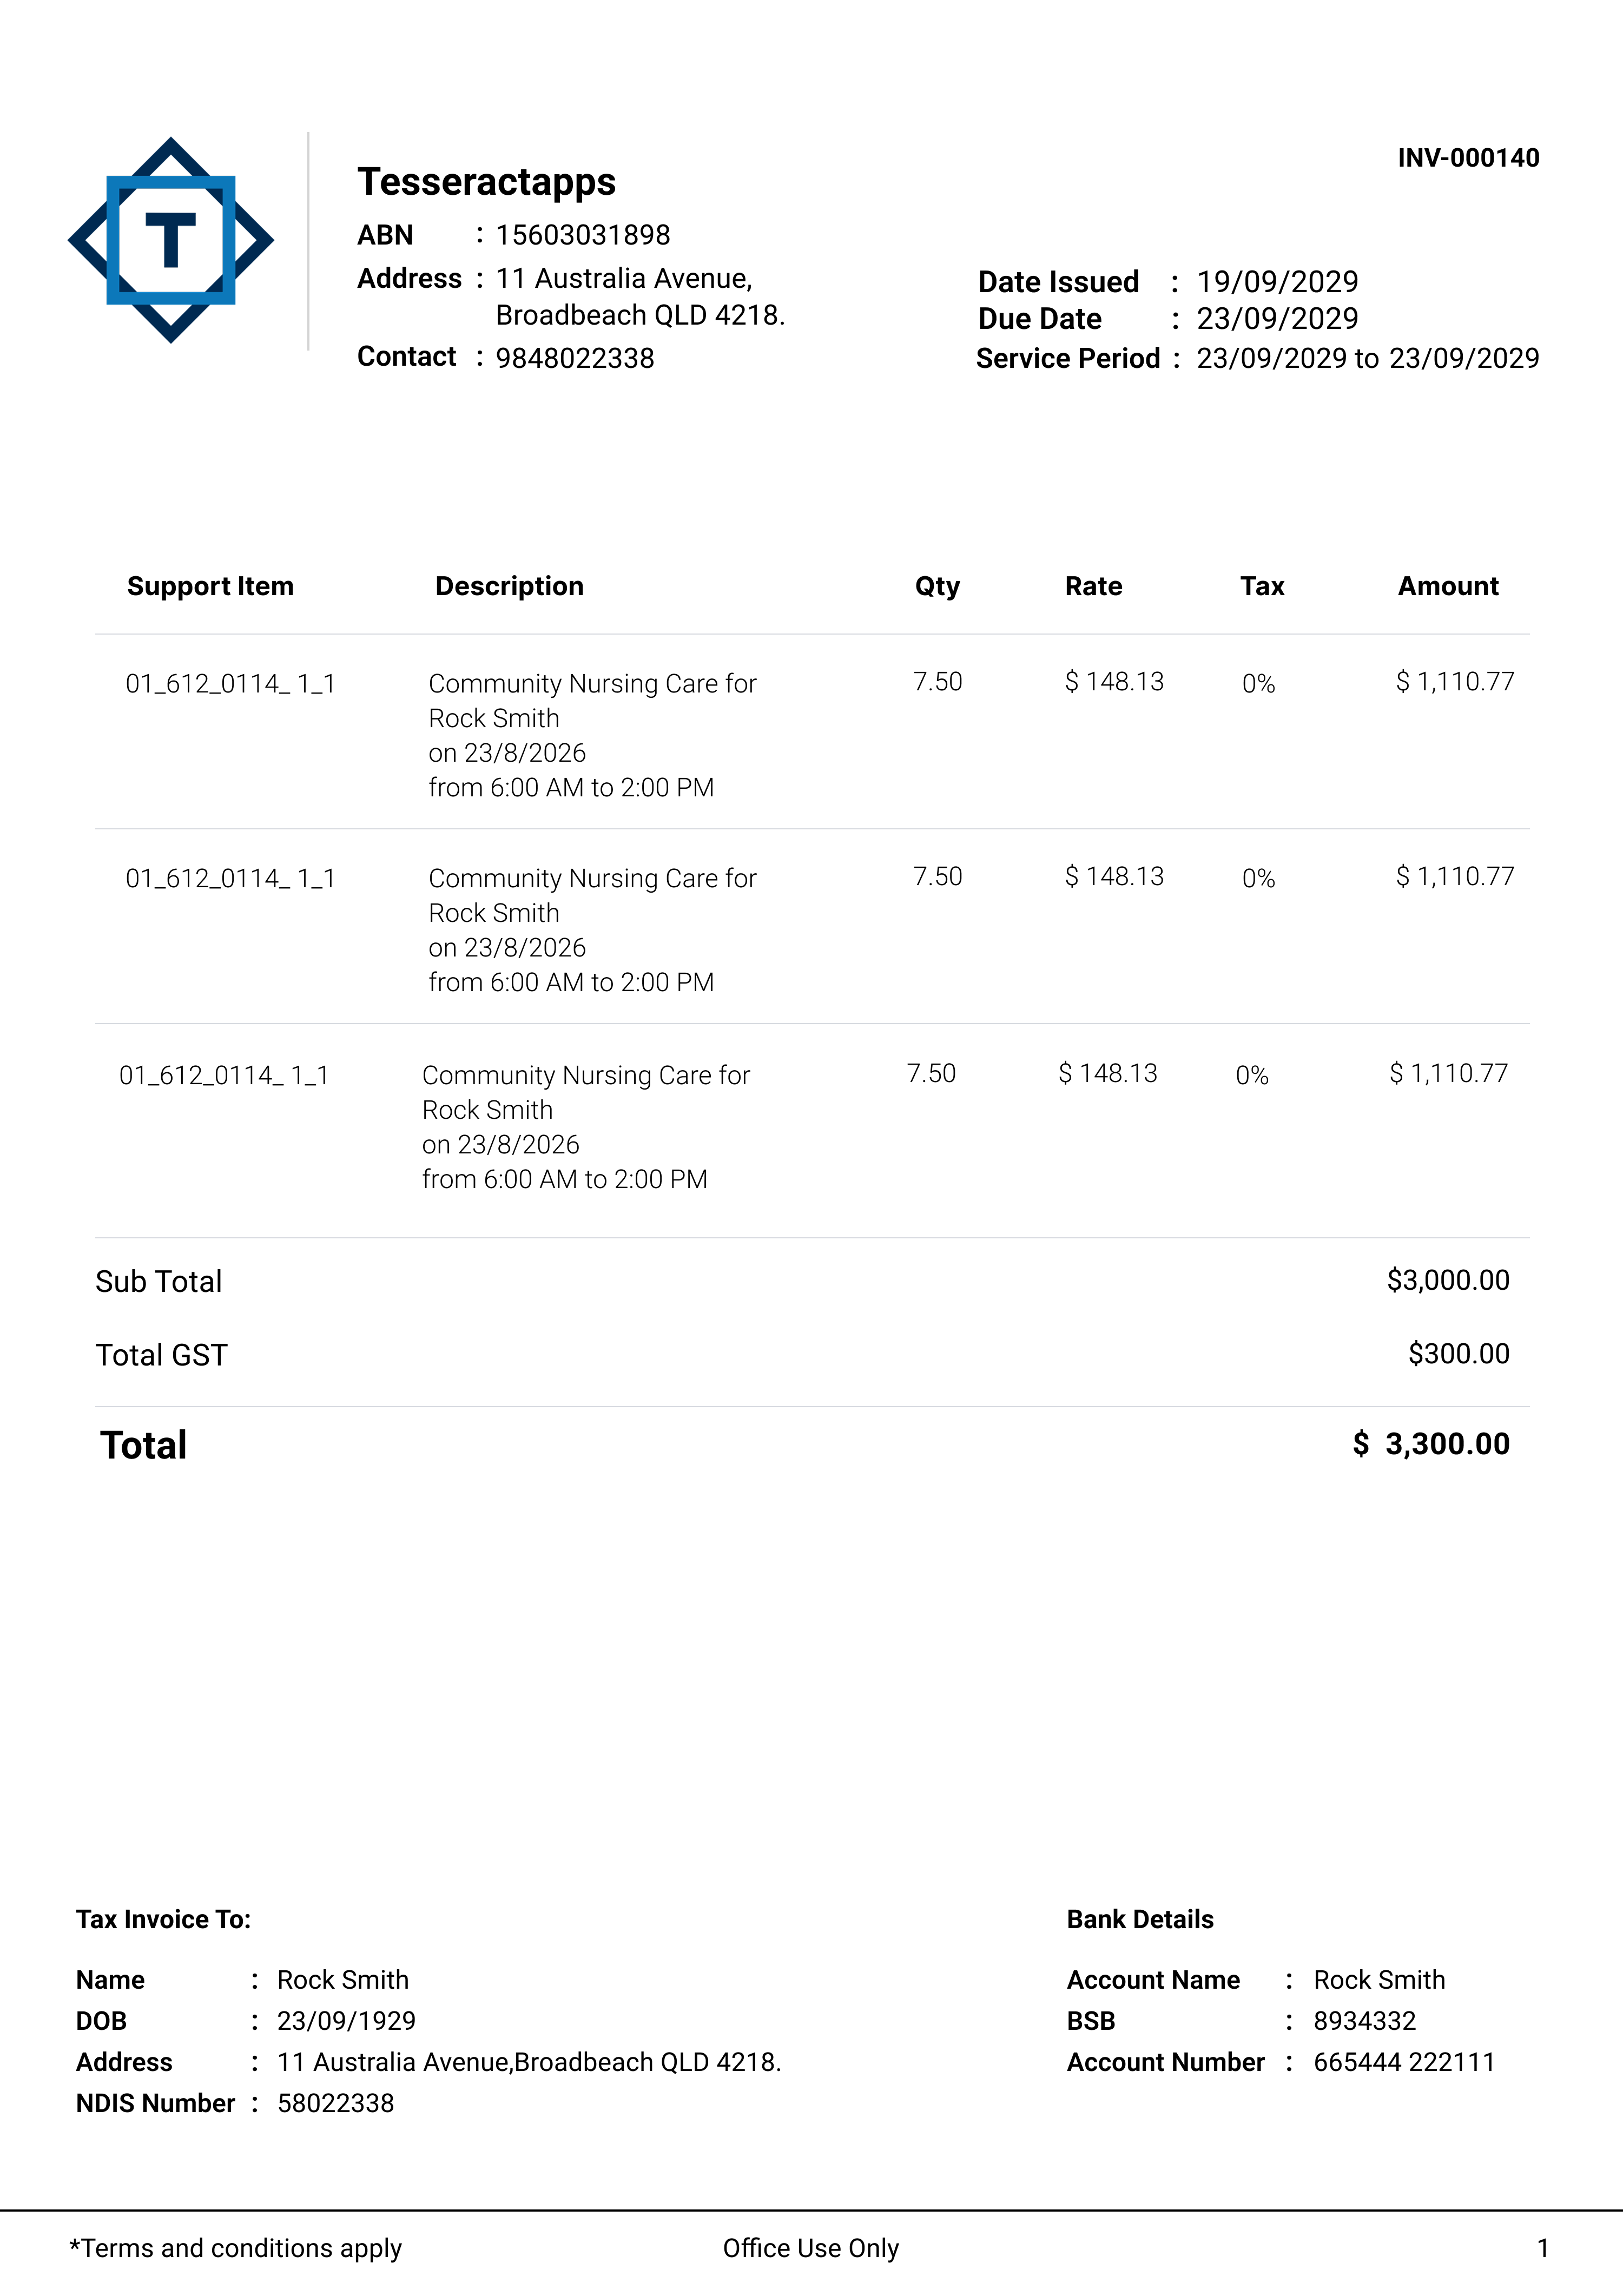 T
Tesseractapps
ABN : 15603031898
Address : 11 Australia Avenue,
Broadbeach QLD 4218.
Contact : 9848022338
INV-000140
Date Issued : 19/09/2029
Due Date : 23/09/2029
Service Period : 23/09/2029 to 23/09/2029
Support Item Description Qty Rate Tax Amount
01_612_0114_ 1_1 Community Nursing Care for 7.50 $ 148.13 0% $ 1,110.77
Rock Smith
on 23/8/2026
from 6:00 AM to 2:00 PM
01_612_0114_ 1_1 Community Nursing Care for 7.50 $ 148.13 0% $ 1,110.77
Rock Smith
on 23/8/2026
from 6:00 AM to 2:00 PM
01_612_0114_ 1_1 Community Nursing Care for 7.50 $ 148.13 0% $ 1,110.77
Rock Smith
on 23/8/2026
from 6:00 AM to 2:00 PM
Sub Total $3,000.00
Total GST $300.00
Total $ 3,300.00
Tax Invoice To:
Name : Rock Smith
DOB : 23/09/1929
Address : 11 Australia Avenue,Broadbeach QLD 4218.
NDIS Number : 58022338
Bank Details
Account Name : Rock Smith
BSB : 8934332
Account Number : 665444 222111
*Terms and conditions apply Office Use Only 1